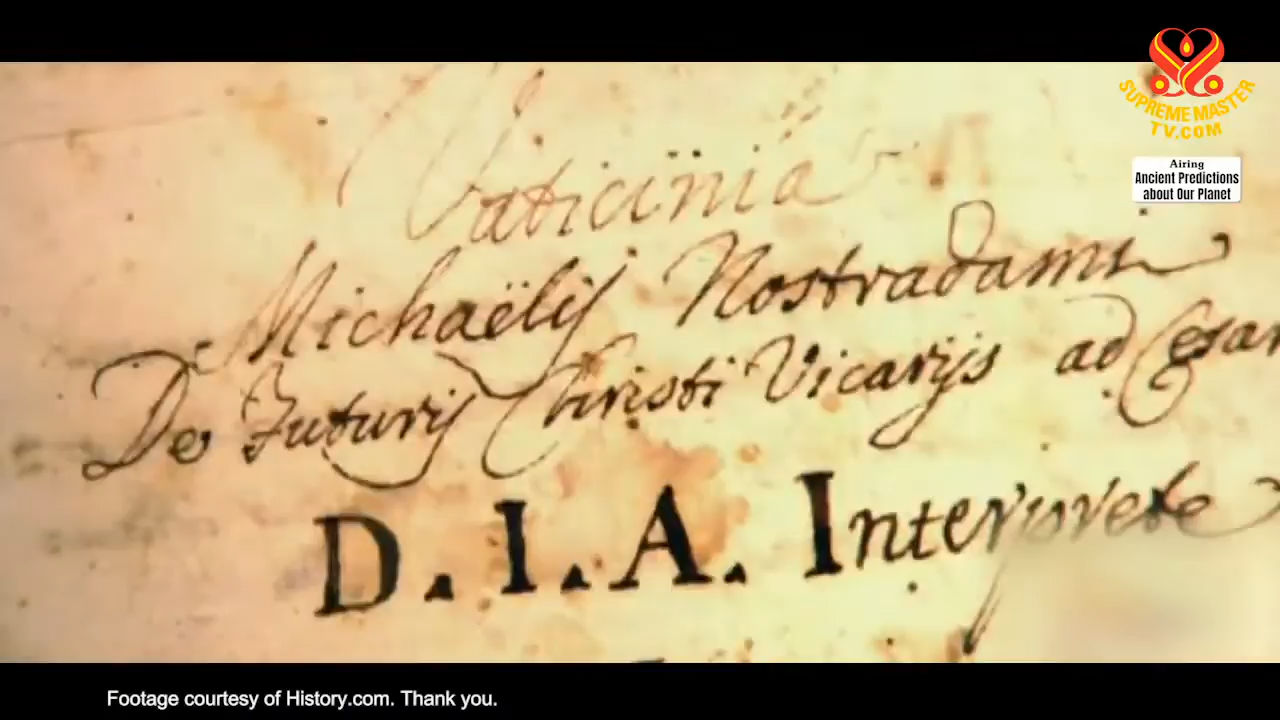 SUPREME MASTER
TV.COM
Airing
Ancient Predictions
about Our Planet
Vaticinia
Michaëlis Nostradami
De Futuris Christi Vicarijs ad Cesar
D. I. A. Interprete
Footage courtesy of History.com. Thank you.